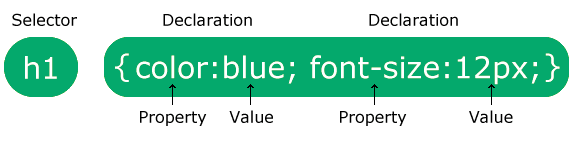 Selector Declaration Declaration
h1 {color:blue; font-size:12px;}
Property Value Property Value